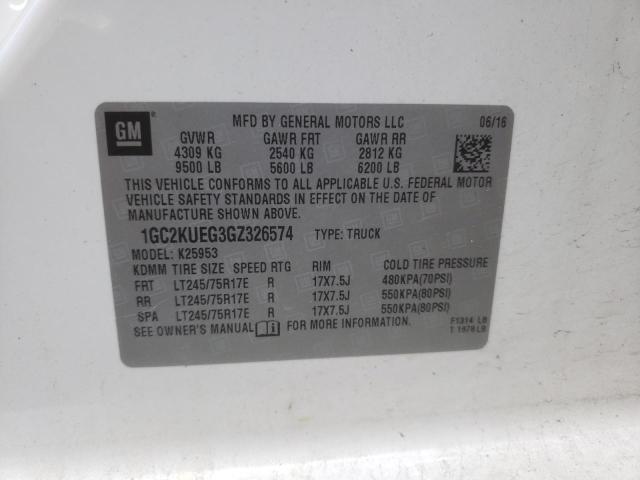 GM
MFD BY GENERAL MOTORS LLC 06/16
GVWR GAWR FRT GAWR RR
4309 KG 2540 KG 2812 KG
9500 LB 5600 LB 6200 LB
THIS VEHICLE CONFORMS TO ALL APPLICABLE U.S. FEDERAL MOTOR
VEHICLE SAFETY STANDARDS IN EFFECT ON THE DATE OF
MANUFACTURE SHOWN ABOVE.
1GC2KUEG3GZ326574 TYPE: TRUCK
MODEL: K25953
KDMM TIRE SIZE SPEED RTG RIM COLD TIRE PRESSURE
FRT LT245/75R17E R 17X7.5J 480KPA(70PSI)
RR LT245/75R17E R 17X7.5J 550KPA(80PSI)
SPA LT245/75R17E R 17X7.5J 550KPA(80PSI)
SEE OWNER'S MANUAL FOR MORE INFORMATION.
F1314 LB
T 1678 LB